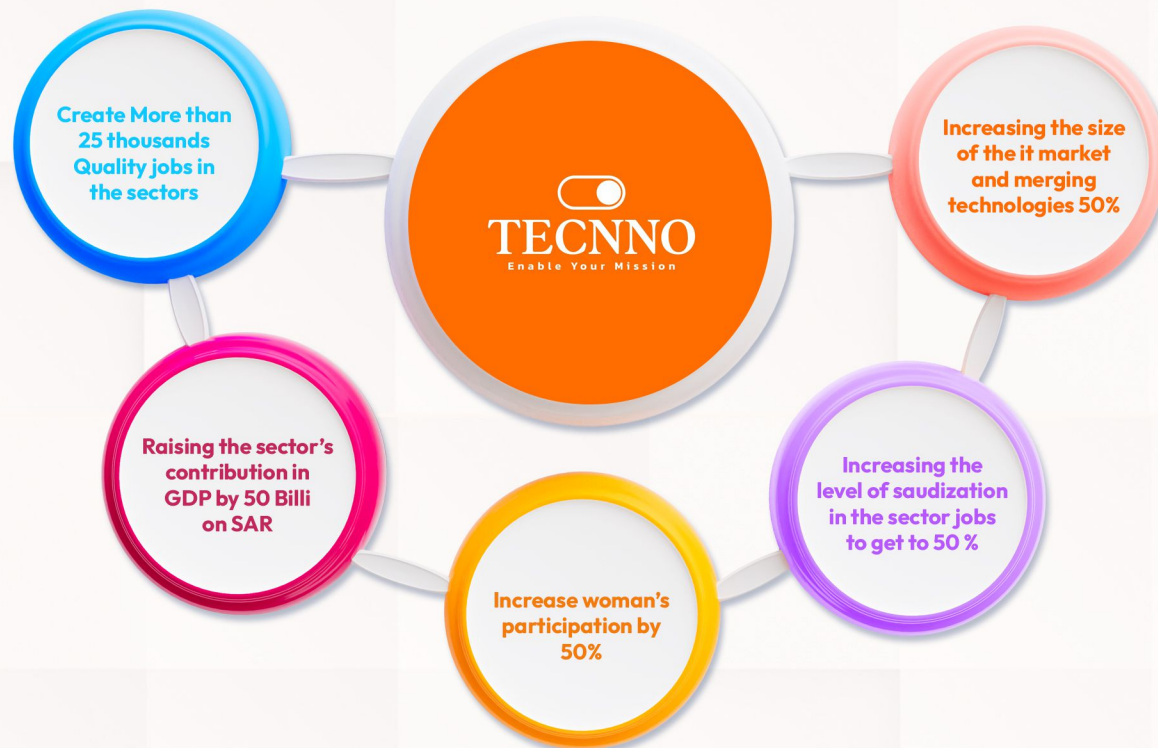 Create More than
25 thousands
Quality jobs in
the sectors
TECNNO
Enable Your Mission
Increasing the size
of the it market
and merging
technologies 50%
Raising the sector's
contribution in
GDP by 50 Billi
on SAR
Increasing the
level of saudization
in the sector jobs
to get to 50 %
Increase woman's
participation by
50%